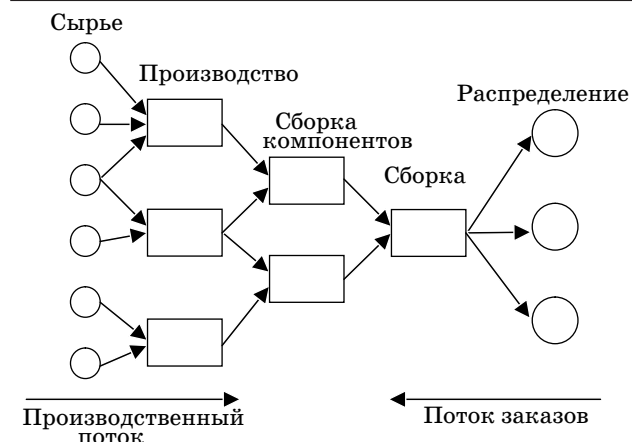 Сырье
Производство
Распределение
Сборка
компонентов
Сборка
Производственный
поток
Поток заказов